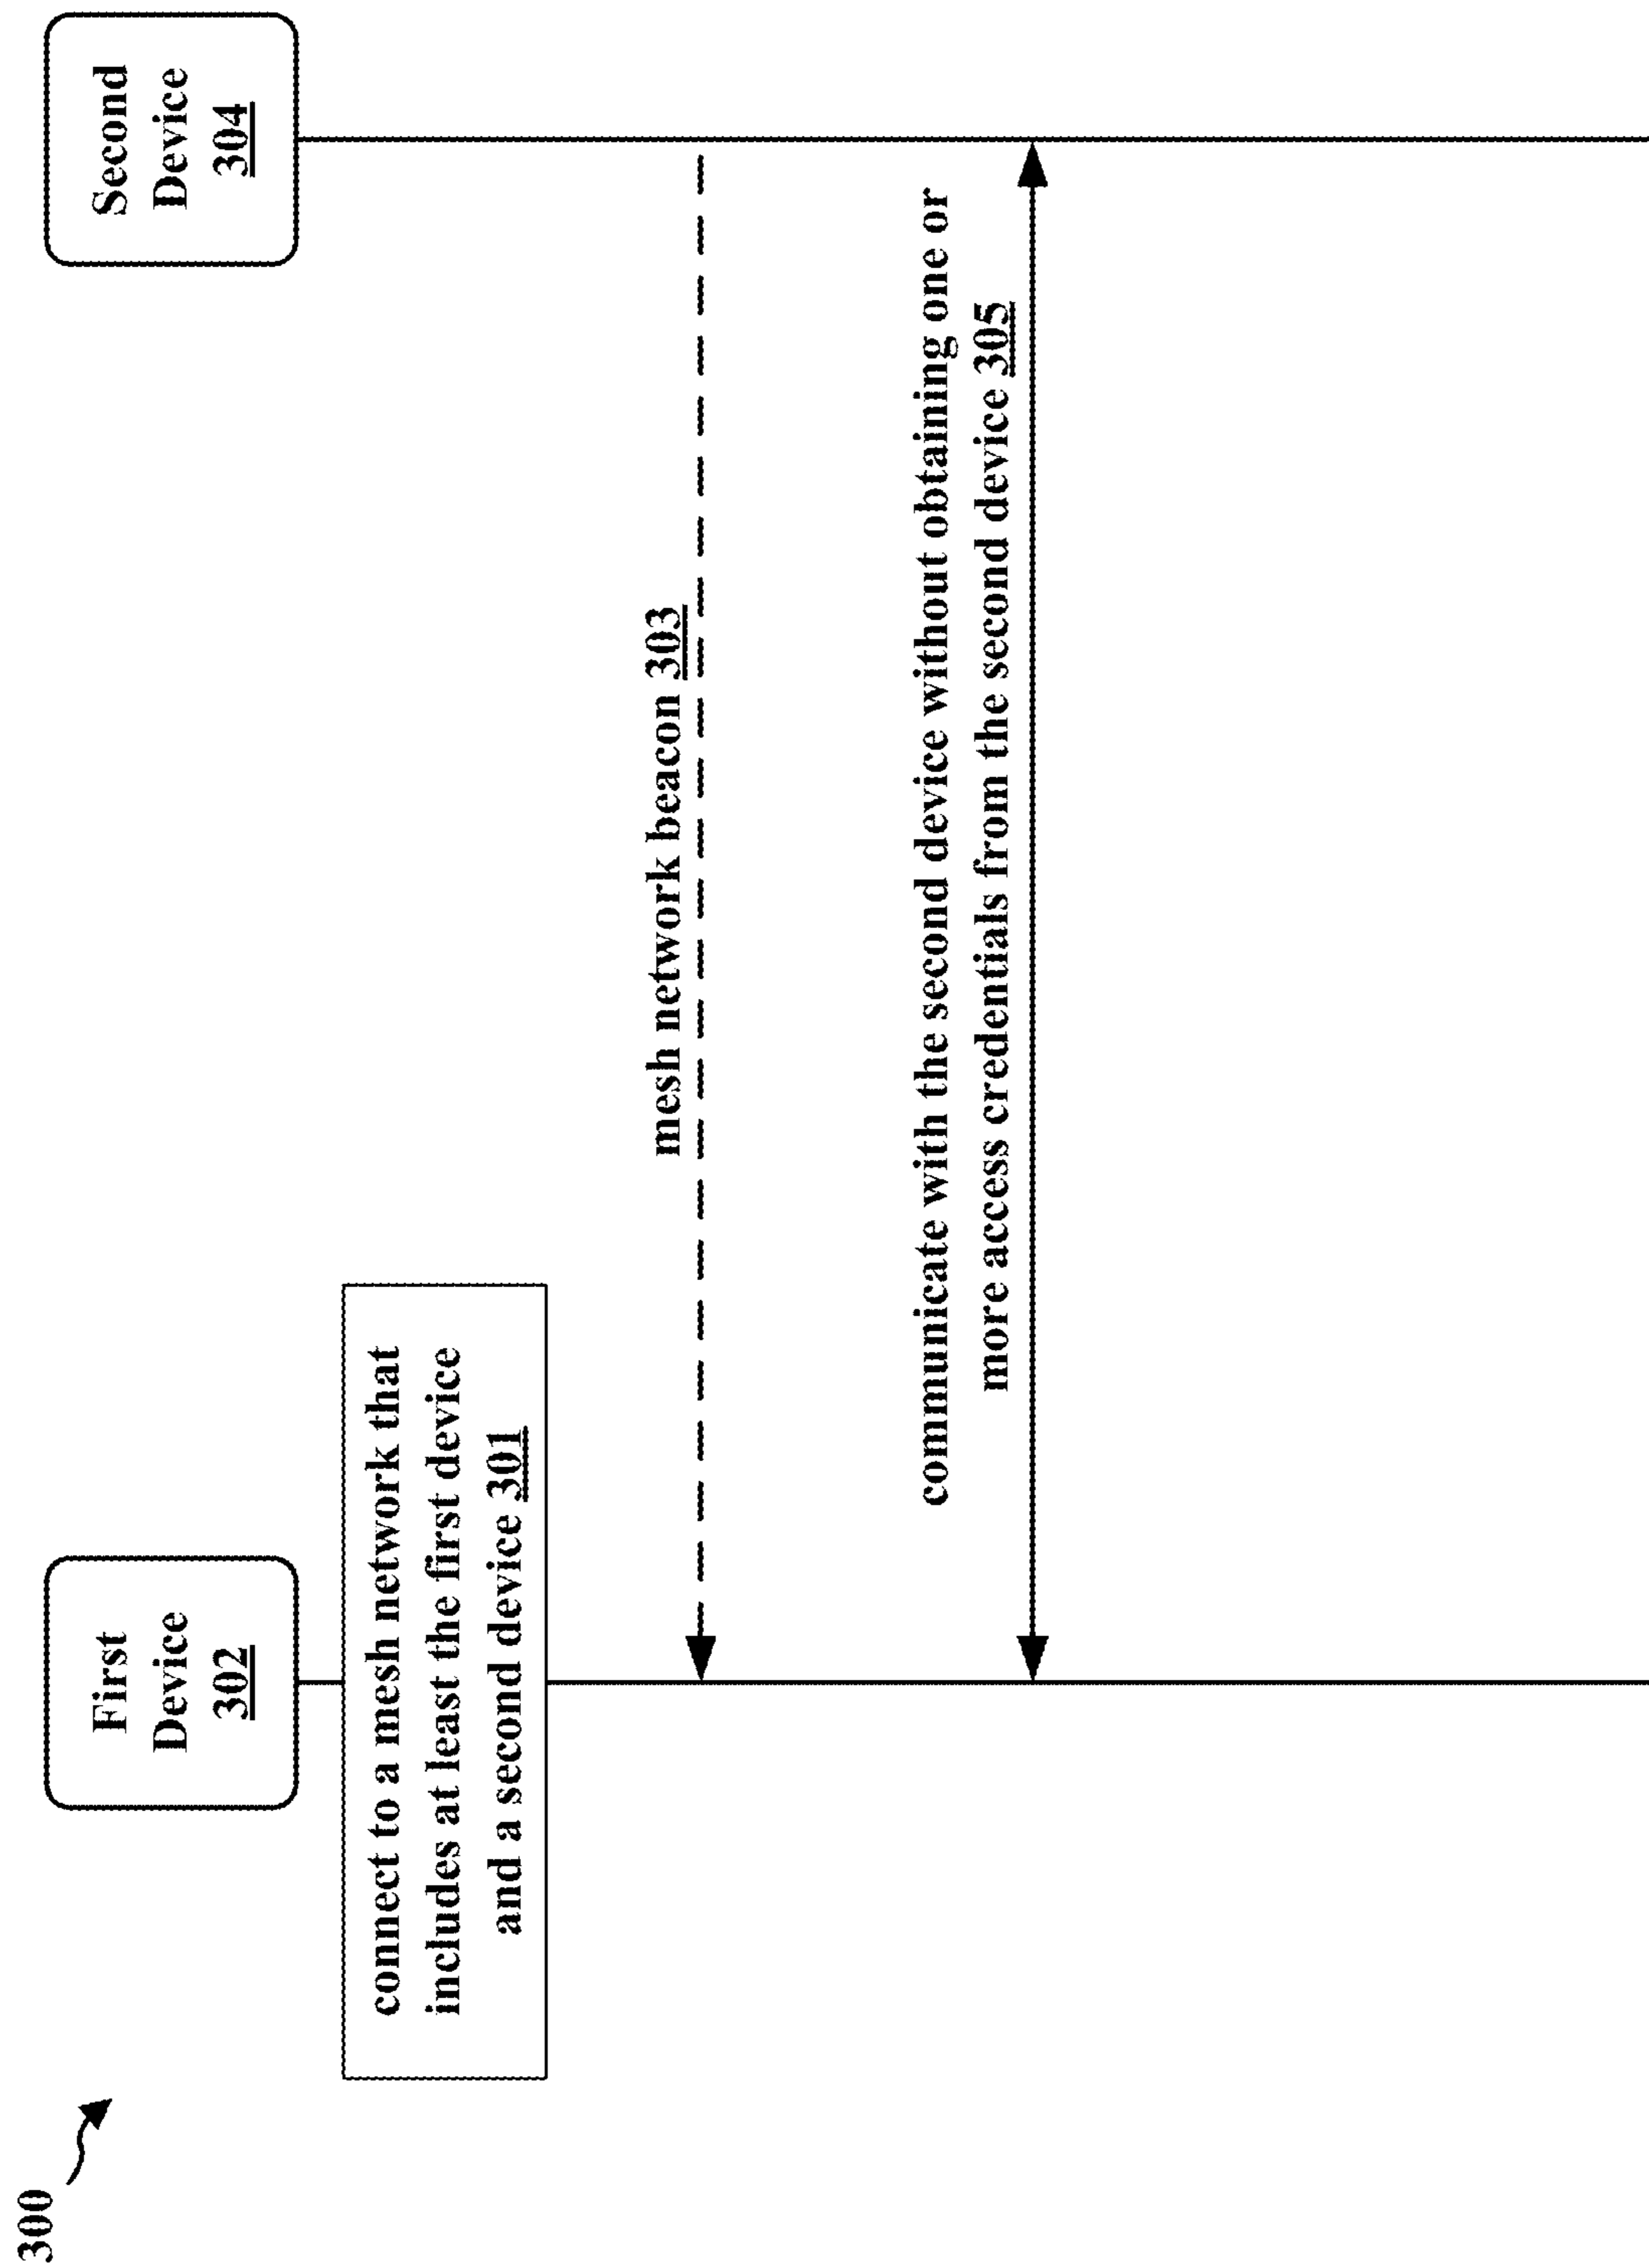 300
First
Device
302
Second
Device
304
connect to a mesh network that
includes at least the first device
and a second device 301
mesh network beacon 303
communicate with the second device without obtaining one or
more access credentials from the second device 305